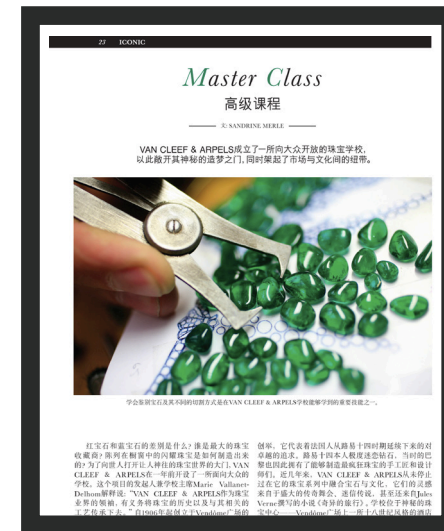 23 ICONIC
Master Class
高级课程
文/ SANDRINE MERLE
VAN CLEEF & ARPELS成立了一所向大众开放的珠宝学校，
以此敞开其神秘的造梦之门，同时架起了市场与文化间的纽带。
学会鉴别宝石及其不同的切割方式是在VAN CLEEF & ARPELS学校能够学到的重要技能之一。
红宝石和蓝宝石的差别是什么？谁是最大的珠宝
收藏商？陈列在橱窗中的闪耀珠宝是如何制造出来
的？为了向世人打开让人神往的珠宝世界的大门，VAN
CLEEF & ARPELS在一年前开设了一所面向大众的
学校。这个项目的发起人兼学校主席Marie Vallanet-
Delhom解释说：“VAN CLEEF & ARPELS作为珠宝
业界的领袖，有义务将珠宝的历史以及与其相关的
工艺传承下去。”自1906年起创立于Vendôme广场的
创举，它代表着法国人从路易十四时期延续下来的对
卓越的追求。路易十四本人极度迷恋钻石，当时的巴
黎也因此拥有了能够制造最疯狂珠宝的手工匠和设计
师们。近几年来，VAN CLEEF & ARPELS从未停止
过在它的珠宝系列中融合宝石与文化，它们的灵感
来自于盛大的传奇舞会、迷信传说，甚至还来自Jules
Verne撰写的小说《奇异的旅行》。学校位于神秘的珠
宝中心——Vendôme广场上一所十八世纪风格的酒店